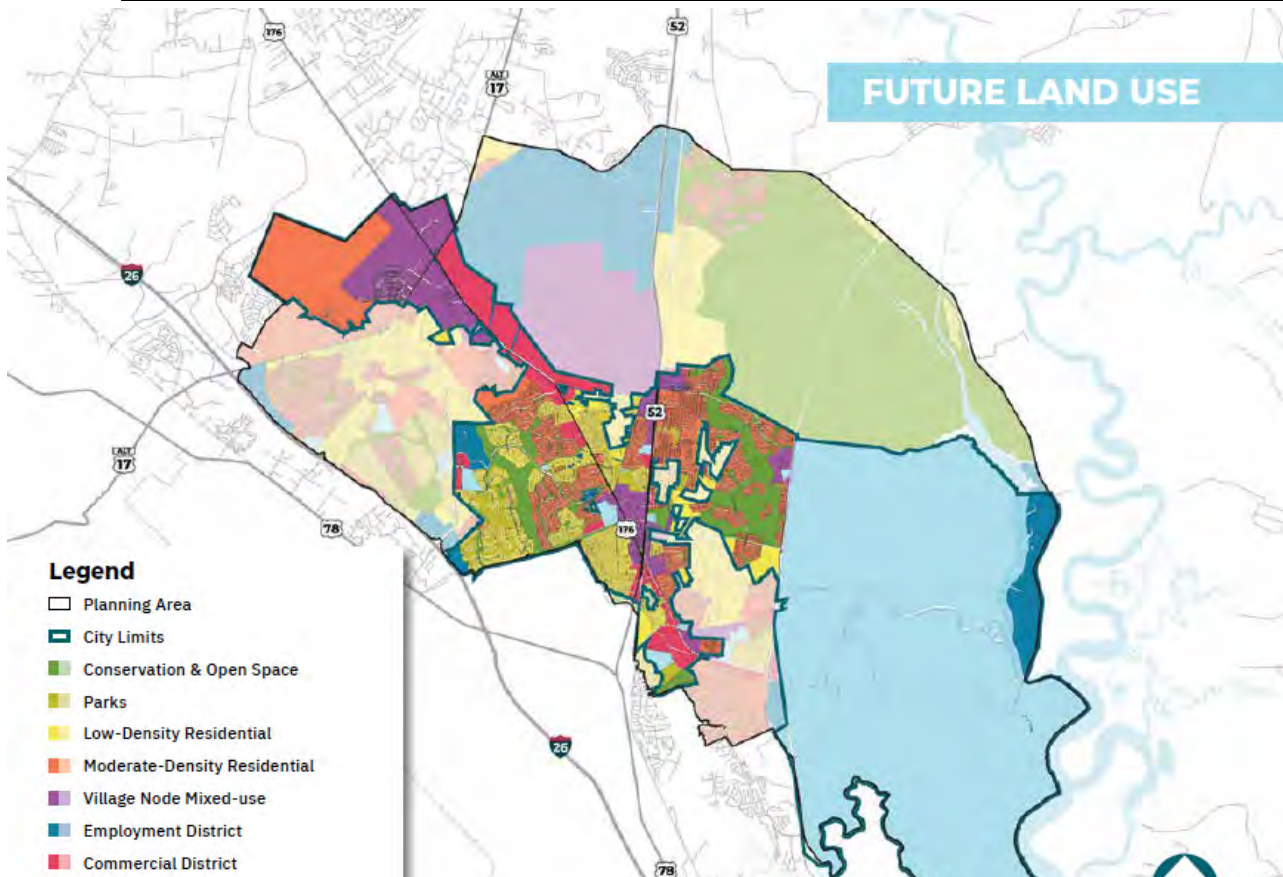 176
52
ALT
17
FUTURE LAND USE
26
52
ALT
17
78
176
Legend
Planning Area
City Limits
Conservation & Open Space
Parks
Low-Density Residential
Moderate-Density Residential
Village Node Mixed-use
Employment District
Commercial District
26
78